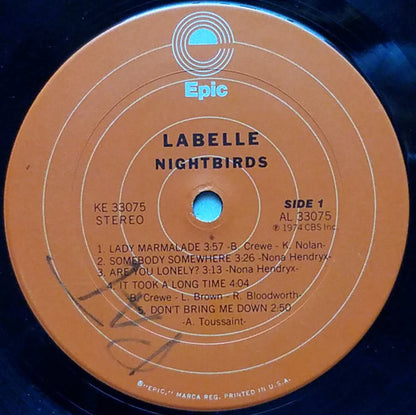 Epic
LABELLE
NIGHTBIRDS
KE 33075
STEREO
SIDE 1
AL 33075
℗ 1974 CBS Inc.
1. LADY MARMALADE 3:57 -B. Crewe - K. Nolan-
2. SOMEBODY SOMEWHERE 3:26 -Nona Hendryx-
3. ARE YOU LONELY? 3:13 -Nona Hendryx-
4. IT TOOK A LONG TIME 4:04
-B. Crewe - L. Brown - R. Bloodworth-
5. DON'T BRING ME DOWN 2:50
-A. Toussaint-
®"EPIC," MARCA REG. PRINTED IN U.S.A.